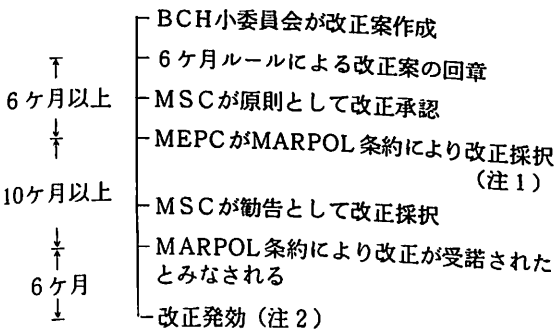 BCH小委員会が改正案作成
6ケ月ルールによる改正案の回章
6ケ月以上
MSCが原則として改正承認
MEPCがMARPOL条約により改正採択
(注1)
10ケ月以上
MSCが勧告として改正採択
MARPOL条約により改正が受諾された
とみなされる
6ケ月
改正発効(注2)